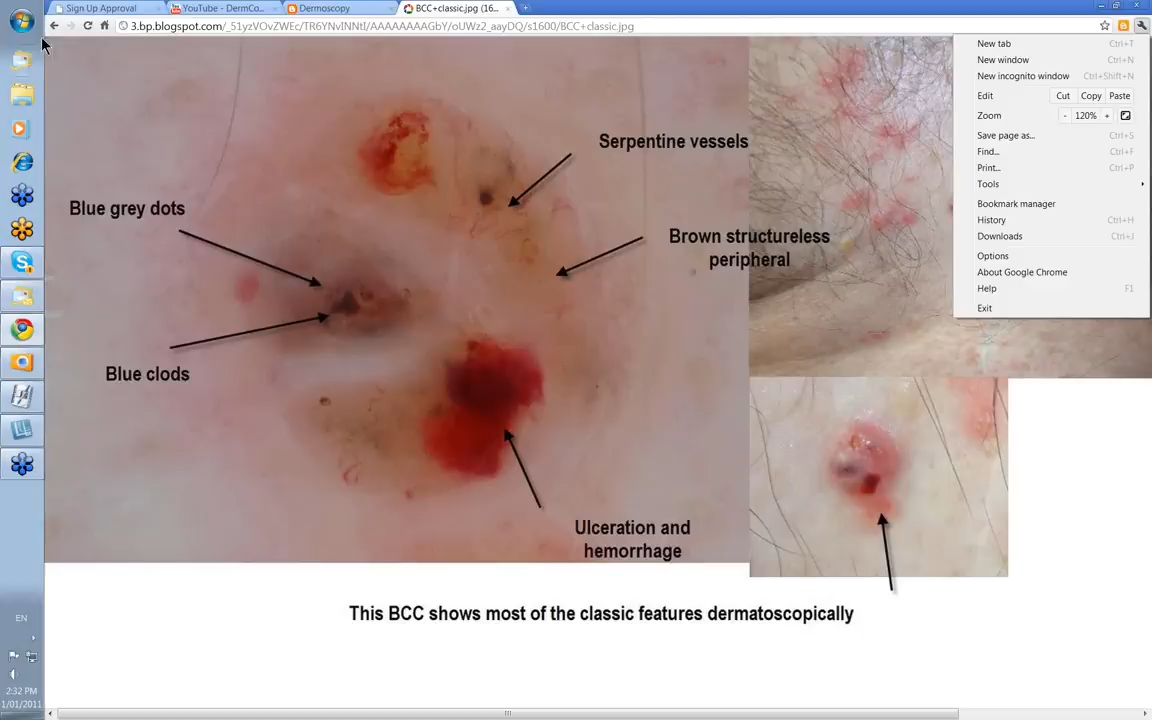 Sign Up Approval
YouTube - DermCo...
Dermoscopy
BCC+classic.jpg (16...
3.bp.blogspot.com/_51yzVOvZWEc/TR6YNvINNtI/AAAAAAAAGbY/oUWz2_aayDQ/s1600/BCC+classic.jpg
New tab Ctrl+T
New window Ctrl+N
New incognito window Ctrl+Shift+N
Edit Cut Copy Paste
Zoom - 120% +
Save page as... Ctrl+S
Find... Ctrl+F
Print... Ctrl+P
Tools
Bookmark manager
History Ctrl+H
Downloads Ctrl+J
Options
About Google Chrome
Help F1
Exit
Serpentine vessels
Blue grey dots
Brown structureless
peripheral
Blue clods
Ulceration and
hemorrhage
This BCC shows most of the classic features dermatoscopically
EN
2:32 PM
1/01/2011